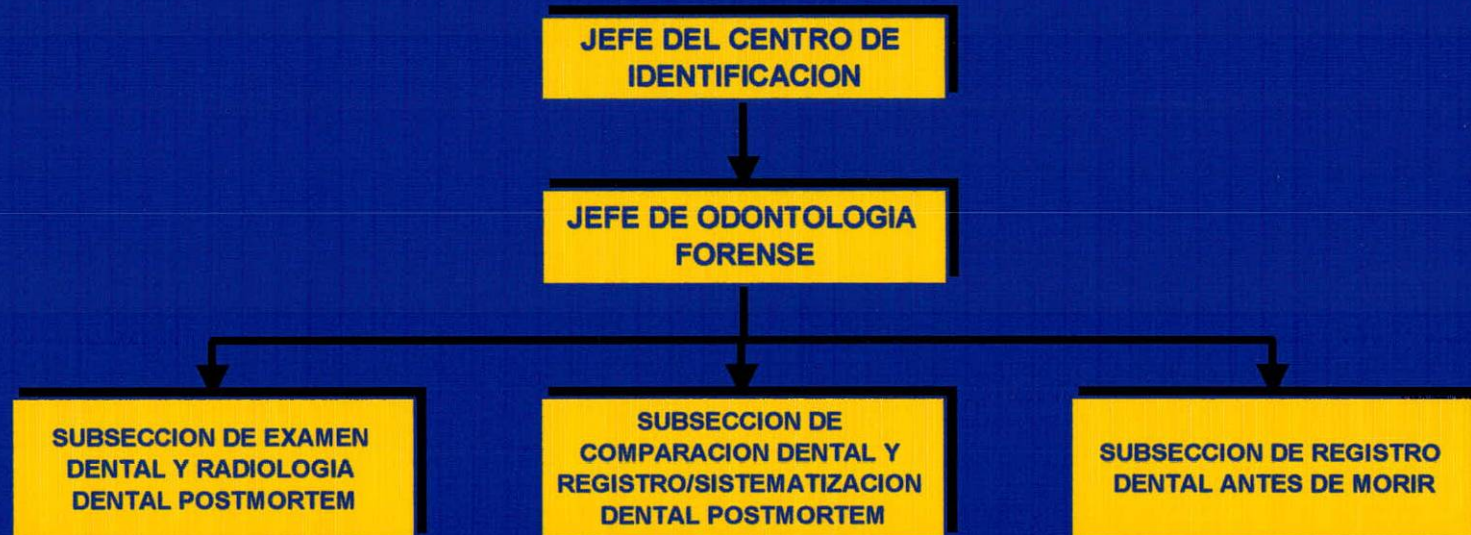 JEFE DEL CENTRO DE
IDENTIFICACION
JEFE DE ODONTOLOGIA
FORENSE
SUBSECCION DE EXAMEN
DENTAL Y RADIOLOGIA
DENTAL POSTMORTEM
SUBSECCION DE
COMPARACION DENTAL Y
REGISTRO/SISTEMATIZACION
DENTAL POSTMORTEM
SUBSECCION DE REGISTRO
DENTAL ANTES DE MORIR